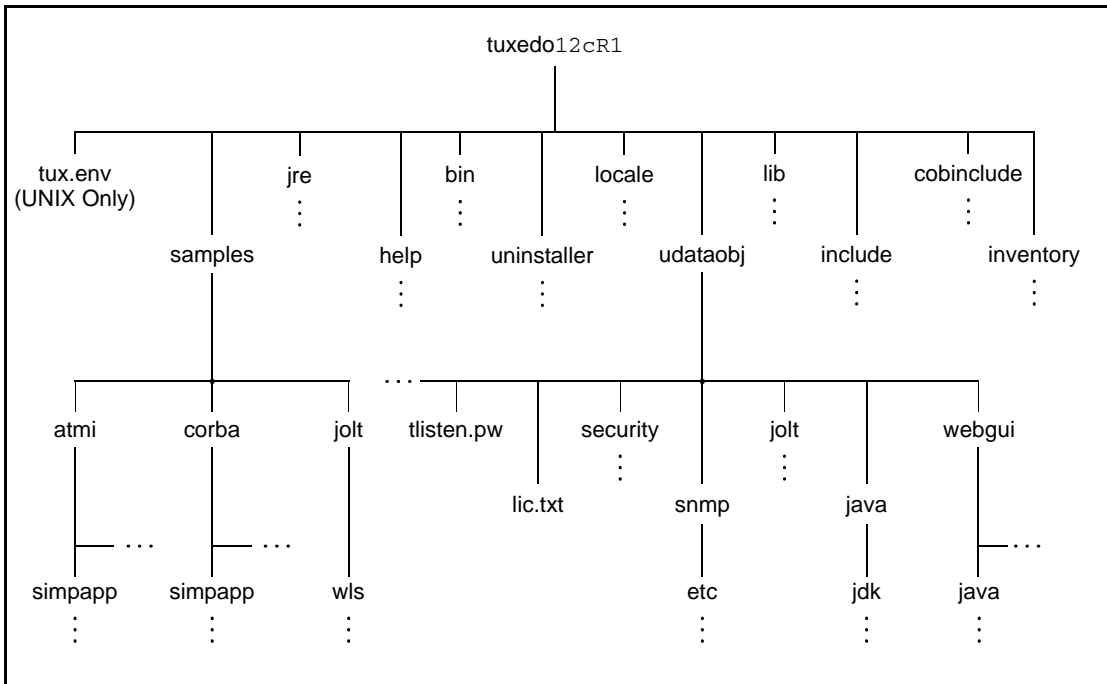 tuxedo12cR1
tux.env
(UNIX Only)
jre
bin
locale
lib
cobinclude
samples
help
uninstaller
udataobj
include
inventory
atmi
corba
jolt
tlisten.pw
security
jolt
webgui
lic.txt
snmp
java
simpapp
simpapp
wls
etc
jdk
java